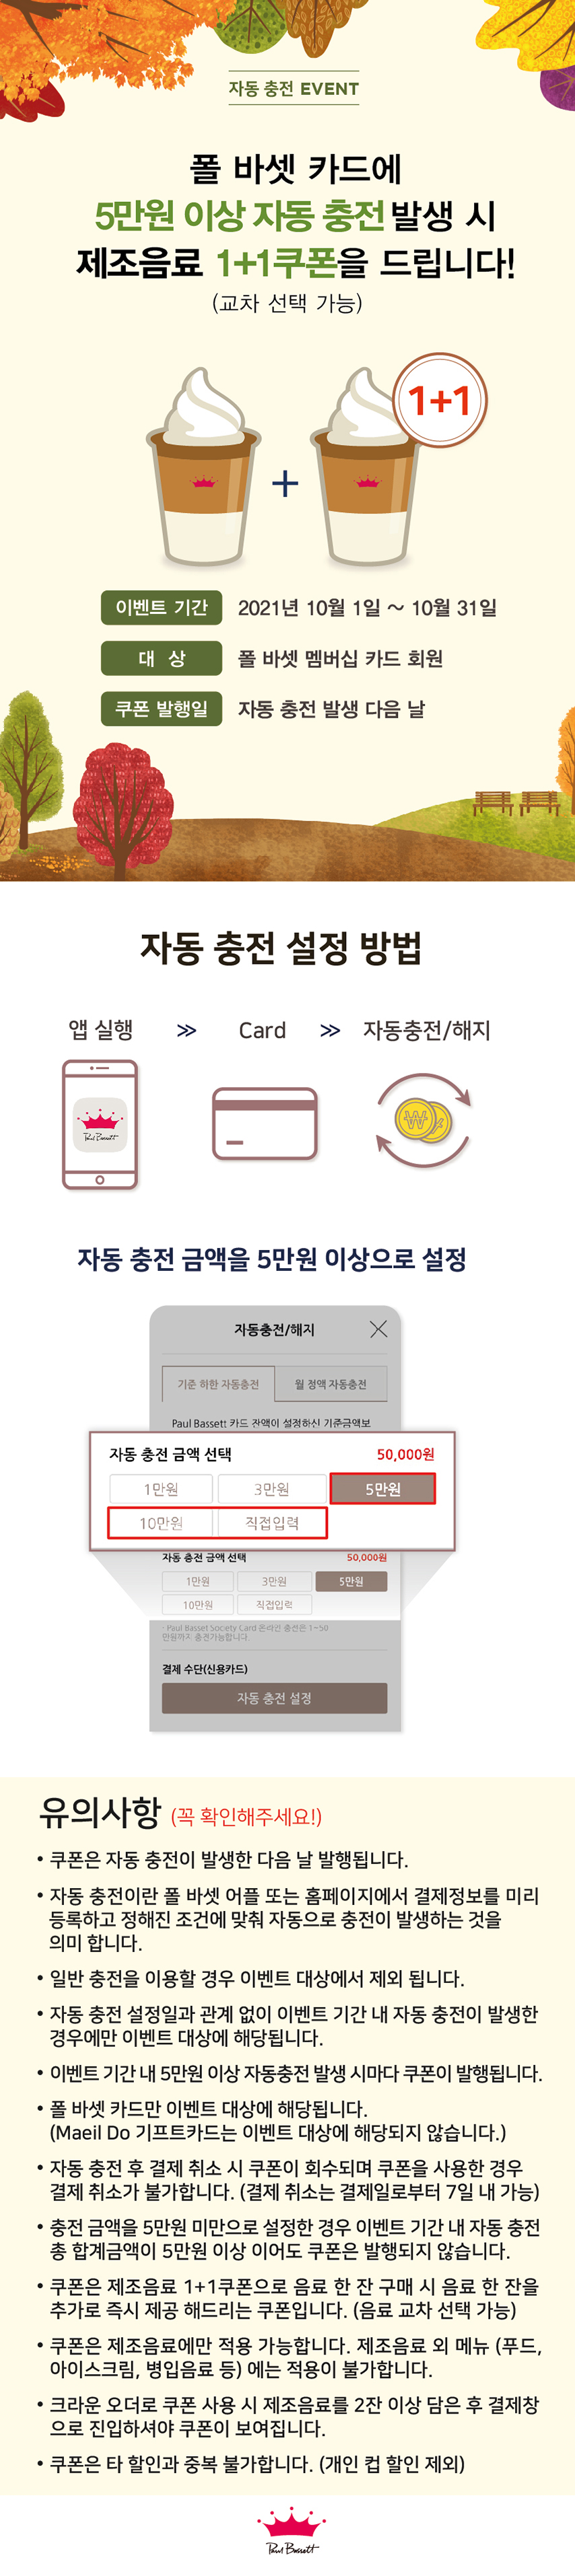 자동 충전 EVENT
폴 바셋 카드에
5만원 이상 자동 충전 발생 시
제조음료 1+1쿠폰을 드립니다!
(교차 선택 가능)
1+1
+
이벤트 기간 2021년 10월 1일 ~ 10월 31일
대 상 폴 바셋 멤버십 카드 회원
쿠폰 발행일 자동 충전 발생 다음 날
자동 충전 설정 방법
앱 실행 >> Card >> 자동충전/해지
Paul Bassett
자동 충전 금액을 5만원 이상으로 설정
자동충전/해지
기준 하한 자동충전 월 정액 자동충전
Paul Bassett 카드 잔액이 설정하신 기준금액보
자동 충전 금액 선택 50,000원
1만원 3만원 5만원
10만원 직접입력
자동 충전 금액 선택 50,000원
1만원 3만원 5만원
10만원 직접입력
- Paul Basset Society Card 온라인 충전은 1~50
만원까지 충전가능합니다.
결제 수단(신용카드)
자동 충전 설정
유의사항 (꼭 확인해주세요!)
• 쿠폰은 자동 충전이 발생한 다음 날 발행됩니다.
• 자동 충전이란 폴 바셋 어플 또는 홈페이지에서 결제정보를 미리
등록하고 정해진 조건에 맞춰 자동으로 충전이 발생하는 것을
의미 합니다.
• 일반 충전을 이용할 경우 이벤트 대상에서 제외 됩니다.
• 자동 충전 설정일과 관계 없이 이벤트 기간 내 자동 충전이 발생한
경우에만 이벤트 대상에 해당됩니다.
• 이벤트 기간 내 5만원 이상 자동충전 발생 시마다 쿠폰이 발행됩니다.
• 폴 바셋 카드만 이벤트 대상에 해당됩니다.
(Maeil Do 기프트카드는 이벤트 대상에 해당되지 않습니다.)
• 자동 충전 후 결제 취소 시 쿠폰이 회수되며 쿠폰을 사용한 경우
결제 취소가 불가합니다. (결제 취소는 결제일로부터 7일 내 가능)
• 충전 금액을 5만원 미만으로 설정한 경우 이벤트 기간 내 자동 충전
총 합계금액이 5만원 이상 이어도 쿠폰은 발행되지 않습니다.
• 쿠폰은 제조음료 1+1쿠폰으로 음료 한 잔 구매 시 음료 한 잔을
추가로 즉시 제공 해드리는 쿠폰입니다. (음료 교차 선택 가능)
• 쿠폰은 제조음료에만 적용 가능합니다. 제조음료 외 메뉴 (푸드,
아이스크림, 병입음료 등) 에는 적용이 불가합니다.
• 크라운 오더로 쿠폰 사용 시 제조음료를 2잔 이상 담은 후 결제창
으로 진입하셔야 쿠폰이 보여집니다.
• 쿠폰은 타 할인과 중복 불가합니다. (개인 컵 할인 제외)
Paul Bassett